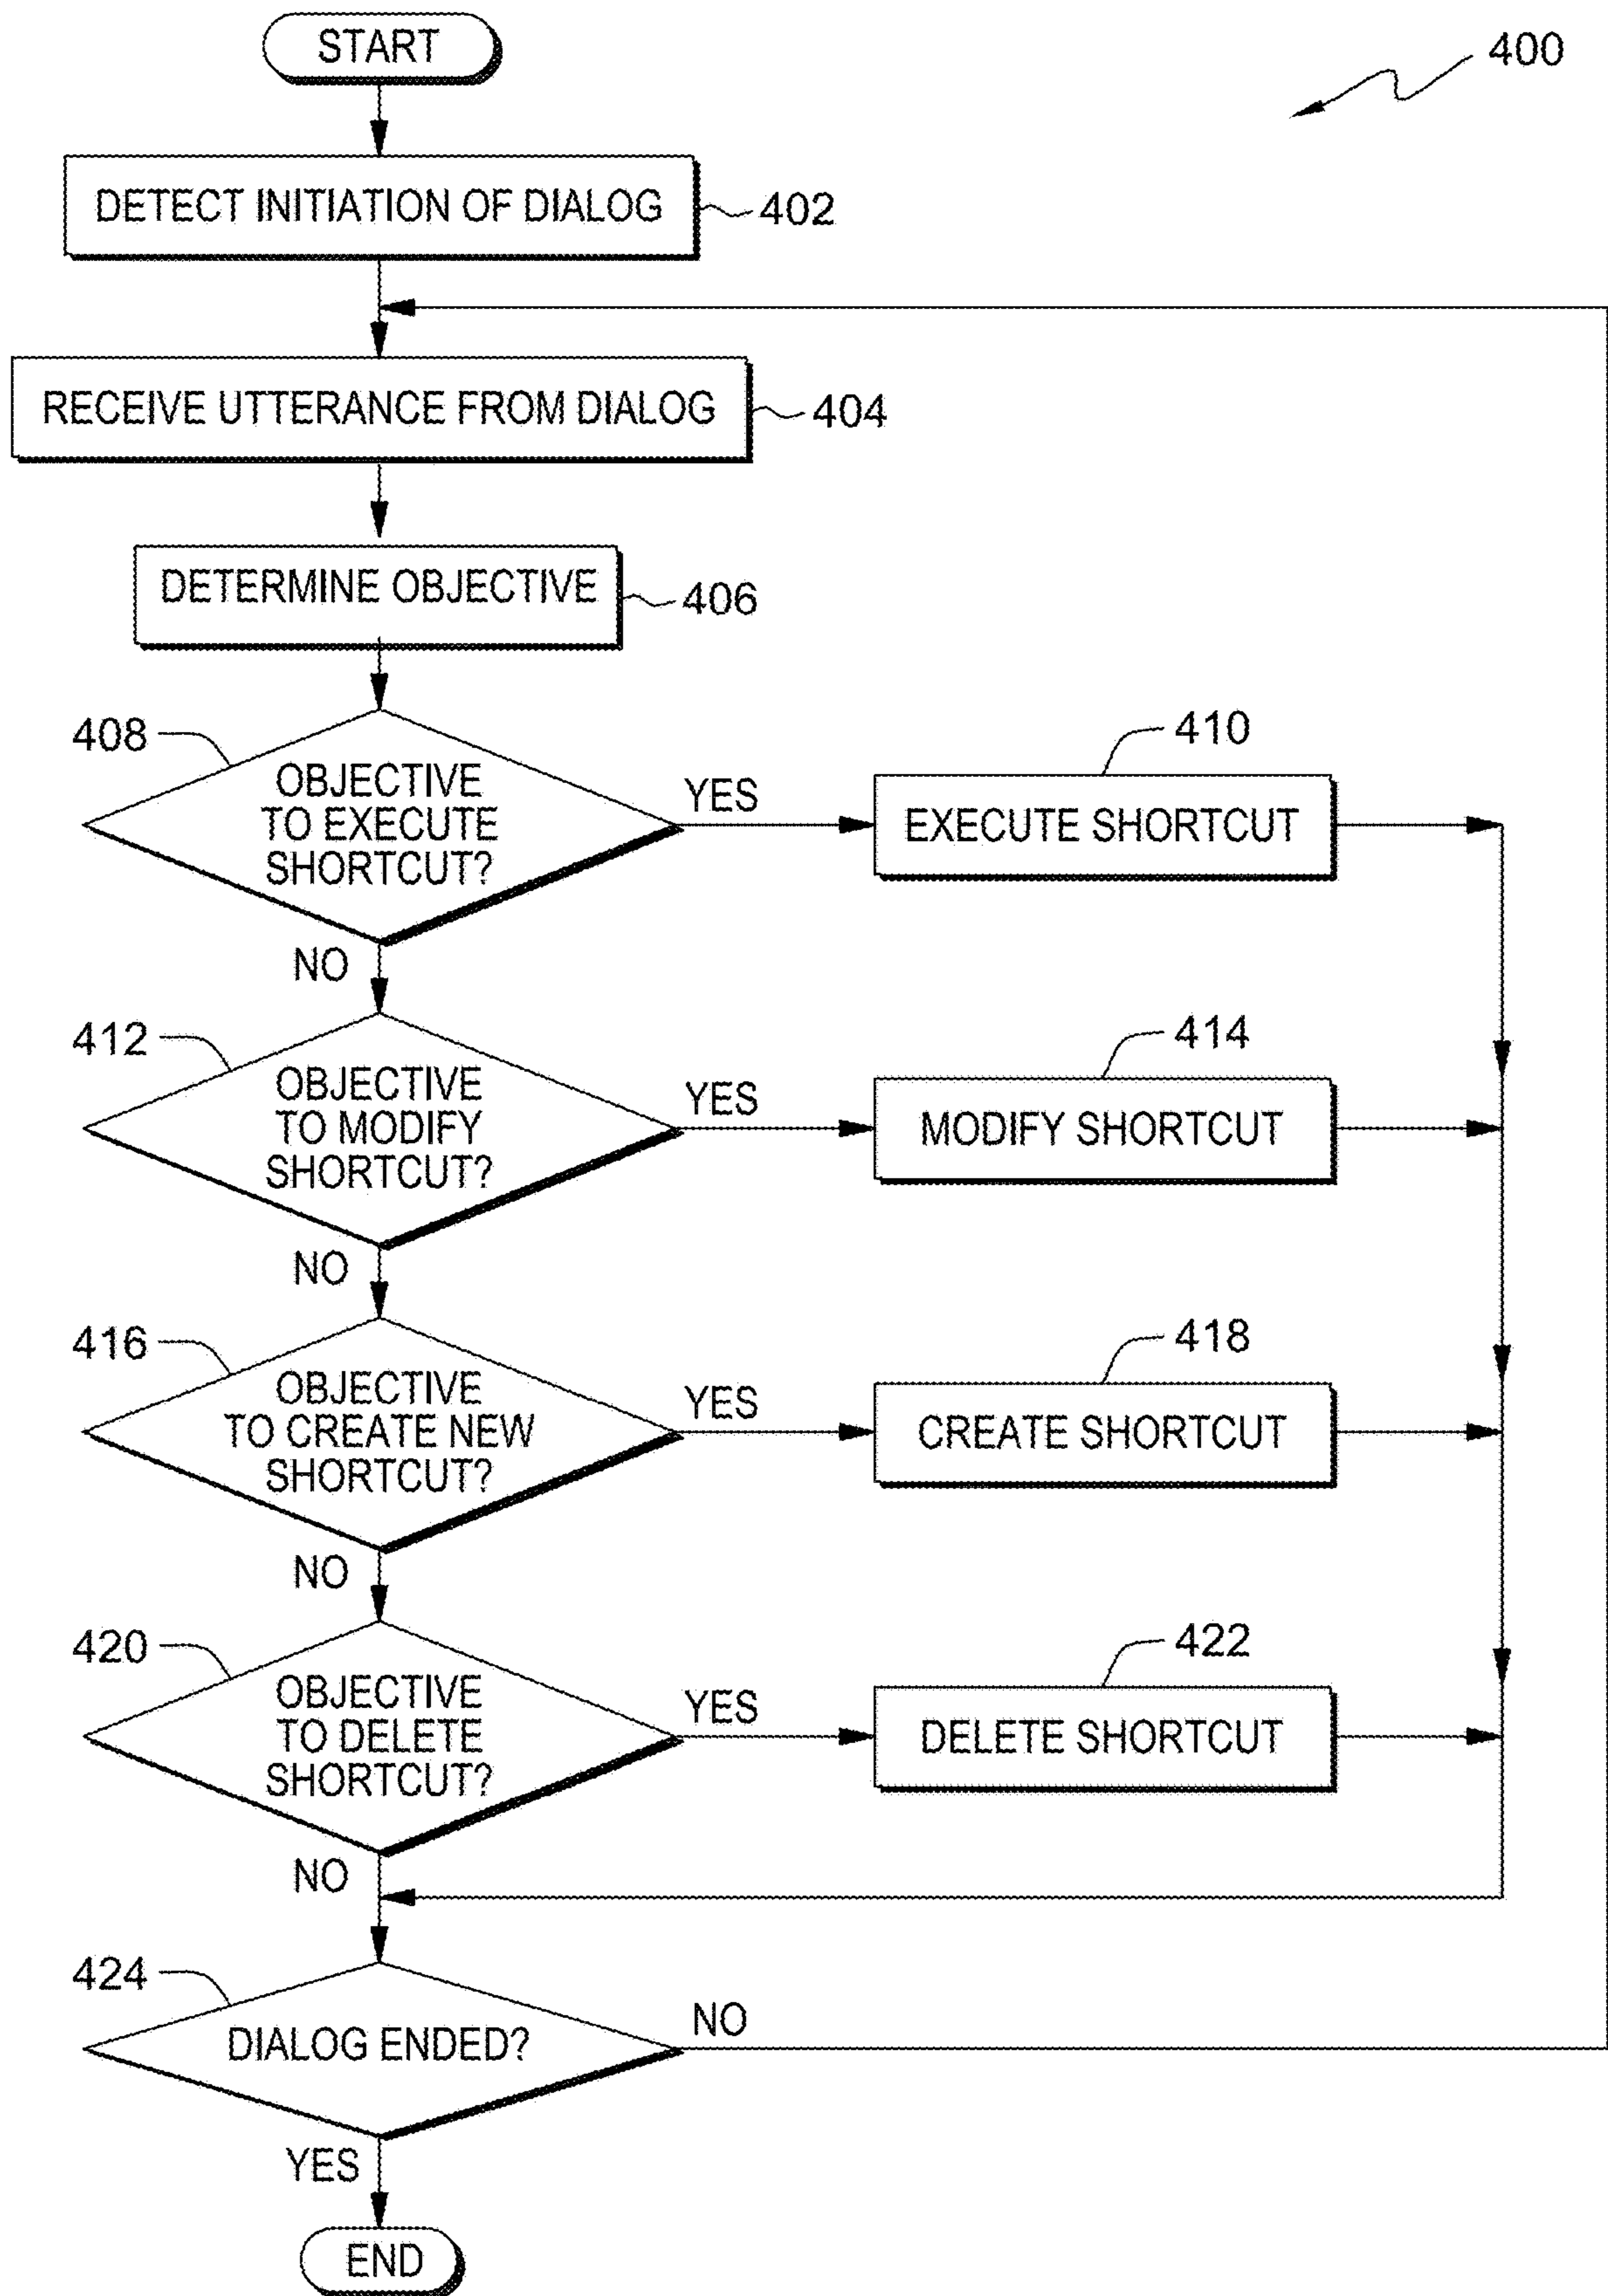 START
400
DETECT INITIATION OF DIALOG
402
RECEIVE UTTERANCE FROM DIALOG
404
DETERMINE OBJECTIVE
406
408
OBJECTIVE
TO EXECUTE
SHORTCUT?
YES
410
EXECUTE SHORTCUT
NO
412
OBJECTIVE
TO MODIFY
SHORTCUT?
YES
414
MODIFY SHORTCUT
NO
416
OBJECTIVE
TO CREATE NEW
SHORTCUT?
YES
418
CREATE SHORTCUT
NO
420
OBJECTIVE
TO DELETE
SHORTCUT?
YES
422
DELETE SHORTCUT
NO
424
DIALOG ENDED?
NO
YES
END